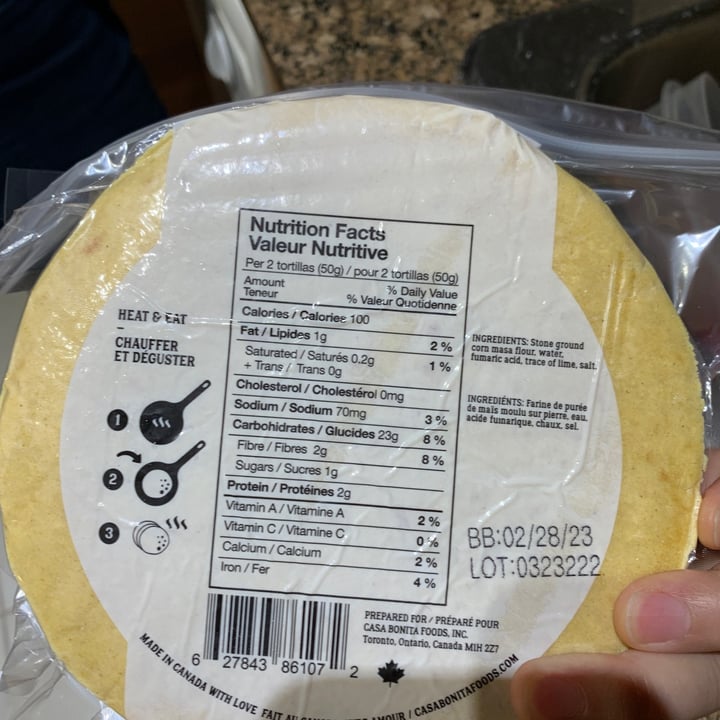 Nutrition Facts
Valeur Nutritive
Per 2 tortillas (50g) / pour 2 tortillas (50g)
Amount % Daily Value
Teneur % Valeur Quotidenne
Calories / Calories 100
Fat / Lipides 1g 2 %
Saturated / Saturés 0.2g 1 %
+ Trans / Trans 0g
Cholesterol / Cholestérol 0mg
Sodium / Sodium 70mg 3 %
Carbohidrates / Glucides 23g 8 %
Fibre / Fibres 2g 8 %
Sugars / Sucres 1g
Protein / Protéines 2g
Vitamin A / Vitamine A 2 %
Vitamin C / Vitamine C 0 %
Calcium / Calcium 2 %
Iron / Fer 4 %
HEAT & EAT
–
CHAUFFER
ET DÉGUSTER
1
2
3
INGREDIENTS: Stone ground
corn masa flour, water,
fumaric acid, trace of lime, salt.
INGREDIÉNTS: Farine de purée
de maïs moulu sur pierre, eau,
acide fumarique, chaux, sel.
BB:02/28/23
LOT:0323222
6 27843 86107 2
PREPARED FOR / PRÉPARÉ POUR
CASA BONITA FOODS, INC.
Toronto, Ontario, Canada M1H 2Z7
MADE IN CANADA WITH LOVE FAIT AU AMOUR / CASABONITAFOODS.COM